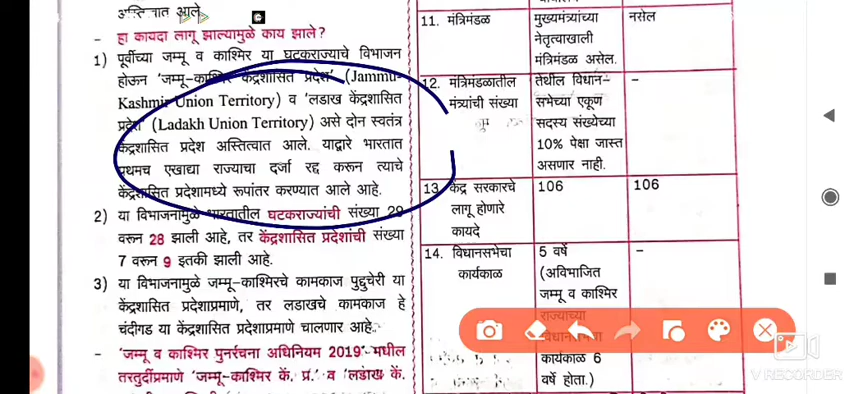 अस्तित्वात आले.
- हा कायदा लागू झाल्यामुळे काय झाले?
1) पूर्वीच्या जम्मू व काश्मिर या घटकराज्याचे विभाजन
होऊन 'जम्मू-काश्मिर केंद्रशासित प्रदेश' (Jammu-
Kashmir Union Territory) व 'लडाख केंद्रशासित
प्रदेश' (Ladakh Union Territory) असे दोन स्वतंत्र
केंद्रशासित प्रदेश अस्तित्वात आले. याद्वारे भारतात
प्रथमच एखाद्या राज्याचा दर्जा रद्द करून त्याचे
केंद्रशासित प्रदेशामध्ये रूपांतर करण्यात आले आहे.
2) या विभाजनामुळे भारतातील घटकराज्यांची संख्या 29
वरून 28 झाली आहे, तर केंद्रशासित प्रदेशांची संख्या
7 वरून 9 इतकी झाली आहे.
3) या विभाजनामुळे जम्मू-काश्मिरचे कामकाज पुद्दुचेरी या
केंद्रशासित प्रदेशाप्रमाणे, तर लडाखचे कामकाज हे
चंदीगड या केंद्रशासित प्रदेशाप्रमाणे चालणार आहे.
- 'जम्मू व काश्मिर पुनर्रचना अधिनियम 2019' मधील
तरतुदींप्रमाणे 'जम्मू-काश्मिर कें. प्रं.' व 'लडाख कें.
11. मंत्रिमंडळ
मुख्यमंत्र्यांच्या
नेतृत्वाखाली
मंत्रिमंडळ असेल.
नसेल
12. मंत्रिमंडळातील
मंत्र्यांची संख्या
तेथील विधान-
सभेच्या एकूण
सदस्य संख्येच्या
10% पेक्षा जास्त
असणार नाही.
-
13. केंद्र सरकारचे
लागू होणारे
कायदे
106
106
14. विधानसभेचा
कार्यकाळ
5 वर्षे
(अविभाजित
जम्मू व काश्मिर
राज्याच्या
विधानसभेचा
कार्यकाळ 6
वर्षे होता.)
-
V RECORDER